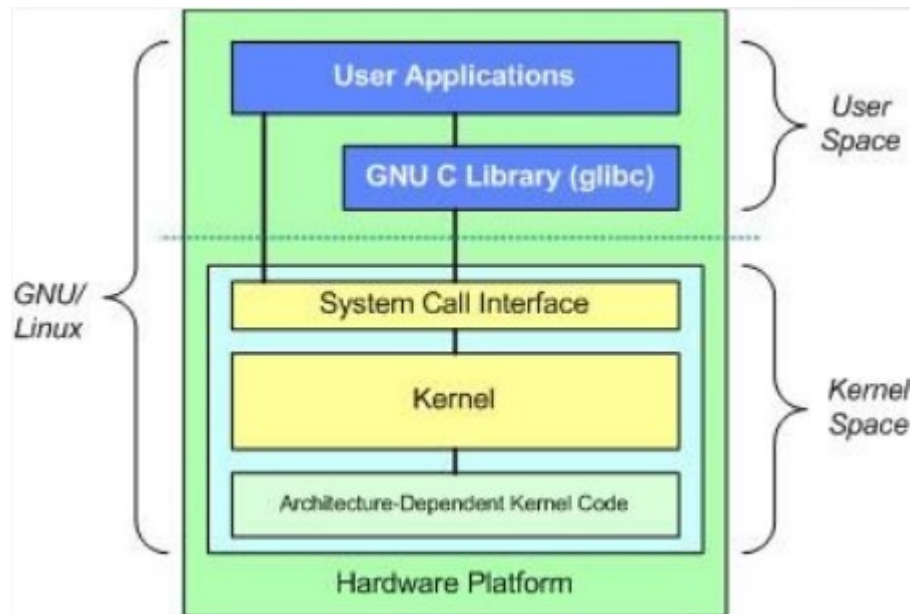 User Applications
User
Space
GNU C Library (glibc)
GNU/
Linux
System Call Interface
Kernel
Kernel
Space
Architecture-Dependent Kernel Code
Hardware Platform